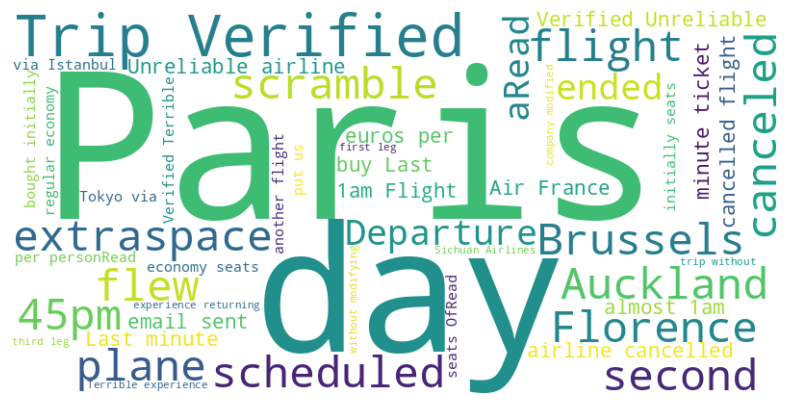 Trip Verified
Verified Unreliable
via Istanbul
Unreliable airline
flight
aRead
scramble
ended
canceled
minute ticket
cancelled flight
company modified
bought initially
regular economy
Verified Terrible
Paris
another flight
put us
euros per
first leg
buy Last
1am Flight
Air France
initially seats
Tokyo via
extraspace
Departure
Brussels
Sichuan Airlines
per personRead
economy seats
trip without
day
flew
experience returning
without modifying
seats OfRead
Auckland
almost 1am
45pm
email sent
Florence
third leg
Last minute
airline cancelled
plane
scheduled
second
Terrible experience